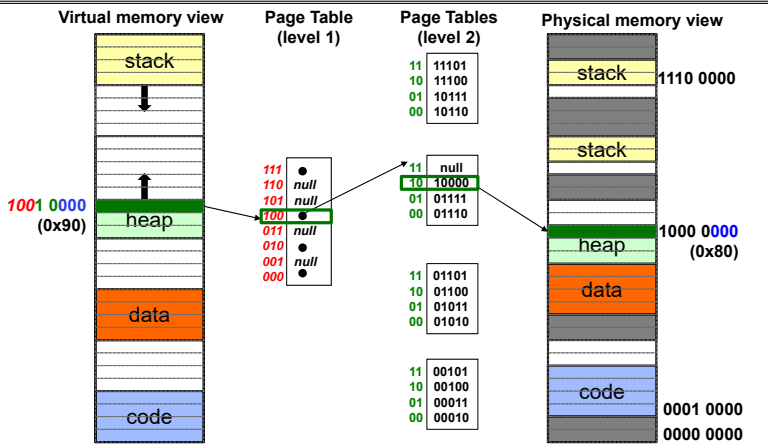 Virtual memory view
stack
1001 0000
(0x90)
heap
data
code
Page Table
(level 1)
111
110 null
101 null
100
011 null
010
001 null
000
Page Tables
(level 2)
11 11101
10 11100
01 10111
00 10110
11 null
10 10000
01 01111
00 01110
11 01101
10 01100
01 01011
00 01010
11 00101
10 00100
01 00011
00 00010
Physical memory view
stack
1110 0000
stack
1000 0000
(0x80)
heap
data
code
0001 0000
0000 0000